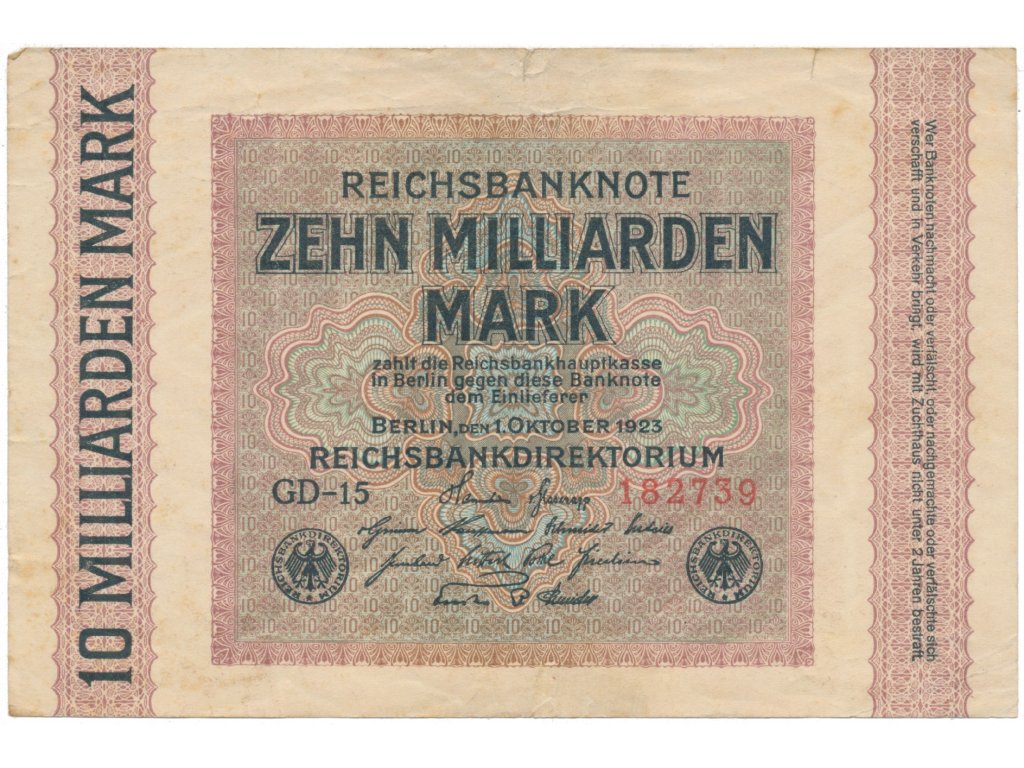 10 MILLIARDEN MARK
REICHSBANKNOTE
ZEHN MILLIARDEN
MARK
zahlt die Reichsbankhauptkasse
in Berlin gegen diese Banknote
dem Einlieferer
BERLIN, DEN 1. OKTOBER 1923
REICHSBANKDIREKTORIUM
GD-15
182739
REICHSBANKDIREKTORIUM
REICHSBANKDIREKTORIUM
Wer Banknoten nachmacht oder verfälscht, oder nachgemachte oder verfälschte sich
verschafft und in Verkehr bringt, wird mit Zuchthaus nicht unter 2 Jahren bestraft.